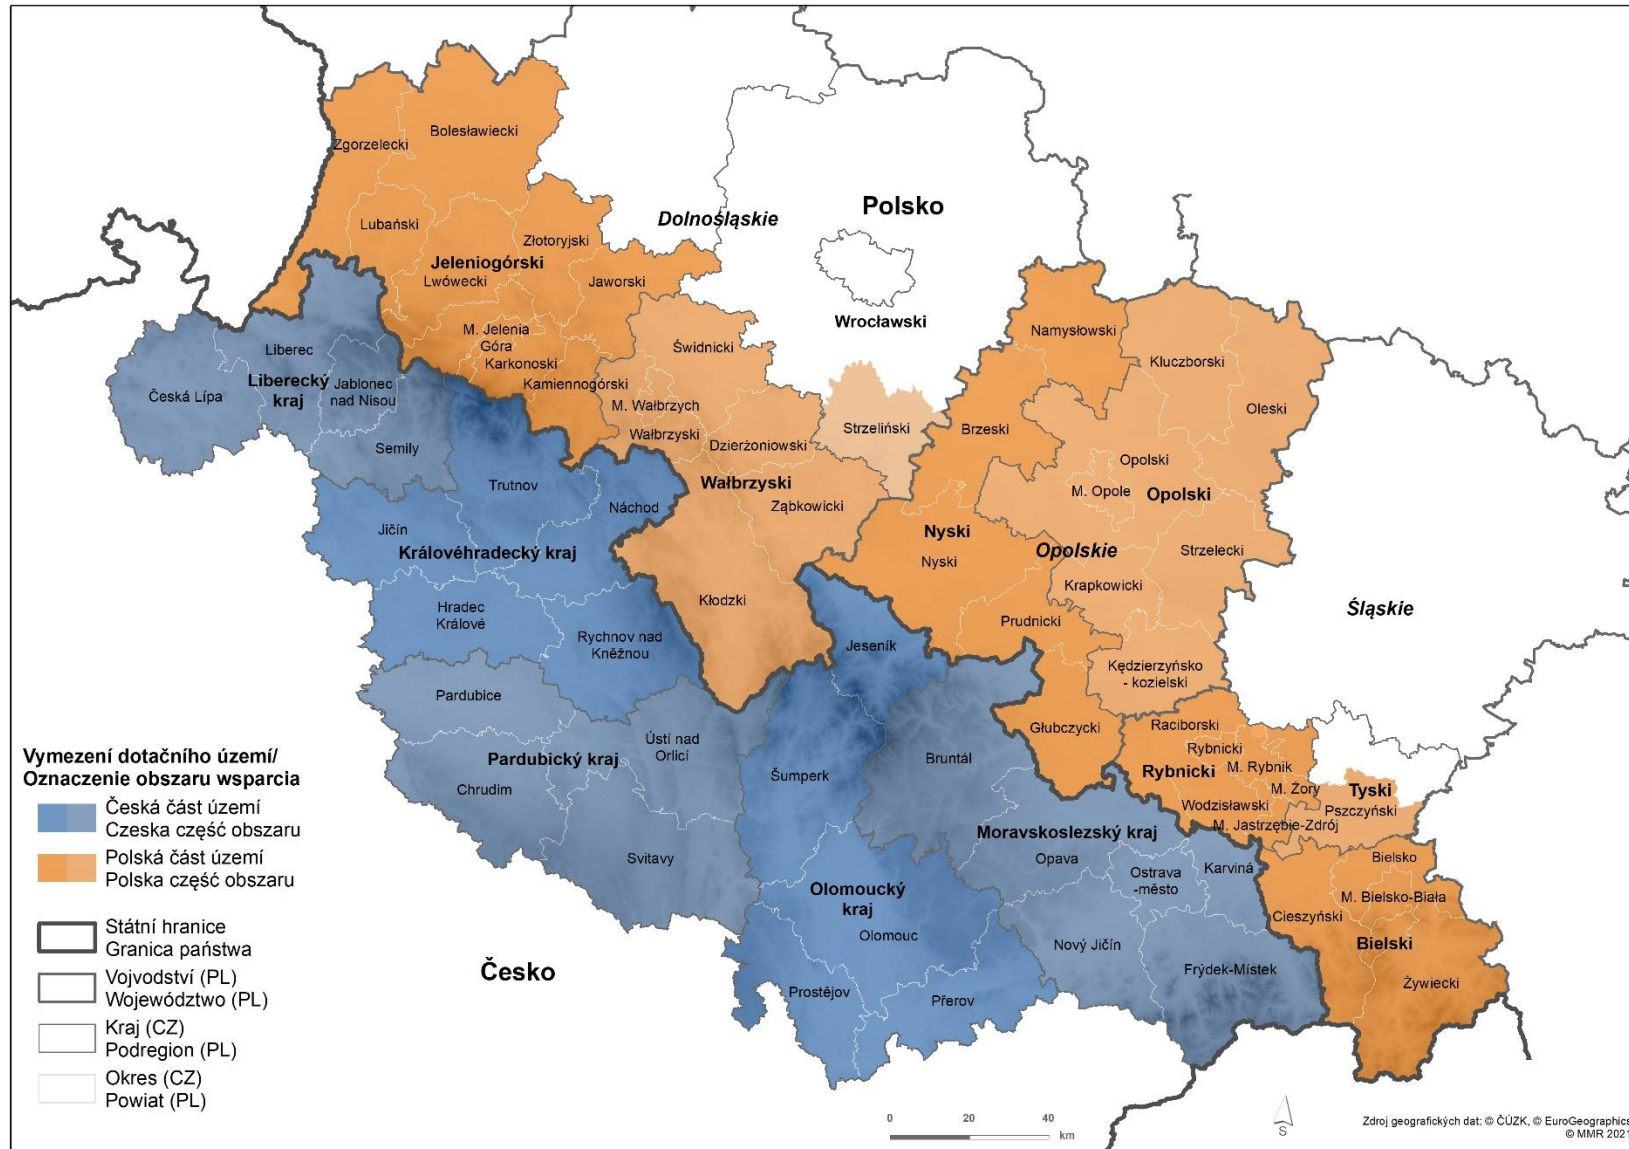 Bolesławiecki
Zgorzelecki
Polsko
Dolnośląskie
Lubański
Złotoryjski
Jeleniogórski
Lwówecki
Jaworski
Wrocławski
M. Jelenia
Góra
Karkonoski
Kamiennogórski
Świdnicki
Namysłowski
Kluczborski
Oleski
Liberec
Liberecký
kraj
Jablonec
nad Nisou
Česká Lípa
Semily
M. Wałbrzych
Wałbrzyski
Dzierżoniowski
Strzeliński
Brzeski
Opolski
M. Opole
Opolski
Trutnov
Náchod
Wałbrzyski
Ząbkowicki
Jičín
Královéhradecký kraj
Nyski
Nyski
Opolskie
Strzelecki
Krapkowicki
Kłodzki
Hradec
Králové
Rychnov nad
Kněžnou
Prudnicki
Śląskie
Jeseník
Kędzierzyńsko
- kozielski
Pardubice
Ústí nad
Orlicí
Pardubický kraj
Chrudim
Šumperk
Bruntál
Głubczycki
Raciborski
Rybnicki
M. Rybnik
Rybnicki
M. Żory
Tyski
Wodzisławski
Pszczyński
M. Jastrzębie-Zdrój
Moravskoslezský kraj
Svitavy
Opava
Ostrava
-město
Karviná
Bielsko
M. Bielsko-Biała
Cieszyński
Bielski
Żywiecki
Olomoucký
kraj
Olomouc
Nový Jičín
Frýdek-Místek
Česko
Prostějov
Přerov
Vymezení dotačního území/
Oznaczenie obszaru wsparcia
Česká část území
Czeska część obszaru
Polská část území
Polska część obszaru
Státní hranice
Granica państwa
Vojvodství (PL)
Województwo (PL)
Kraj (CZ)
Podregion (PL)
Okres (CZ)
Powiat (PL)
0 20 40
km
S
Zdroj geografických dat: © ČÚZK, © EuroGeographics
© MMR 2021